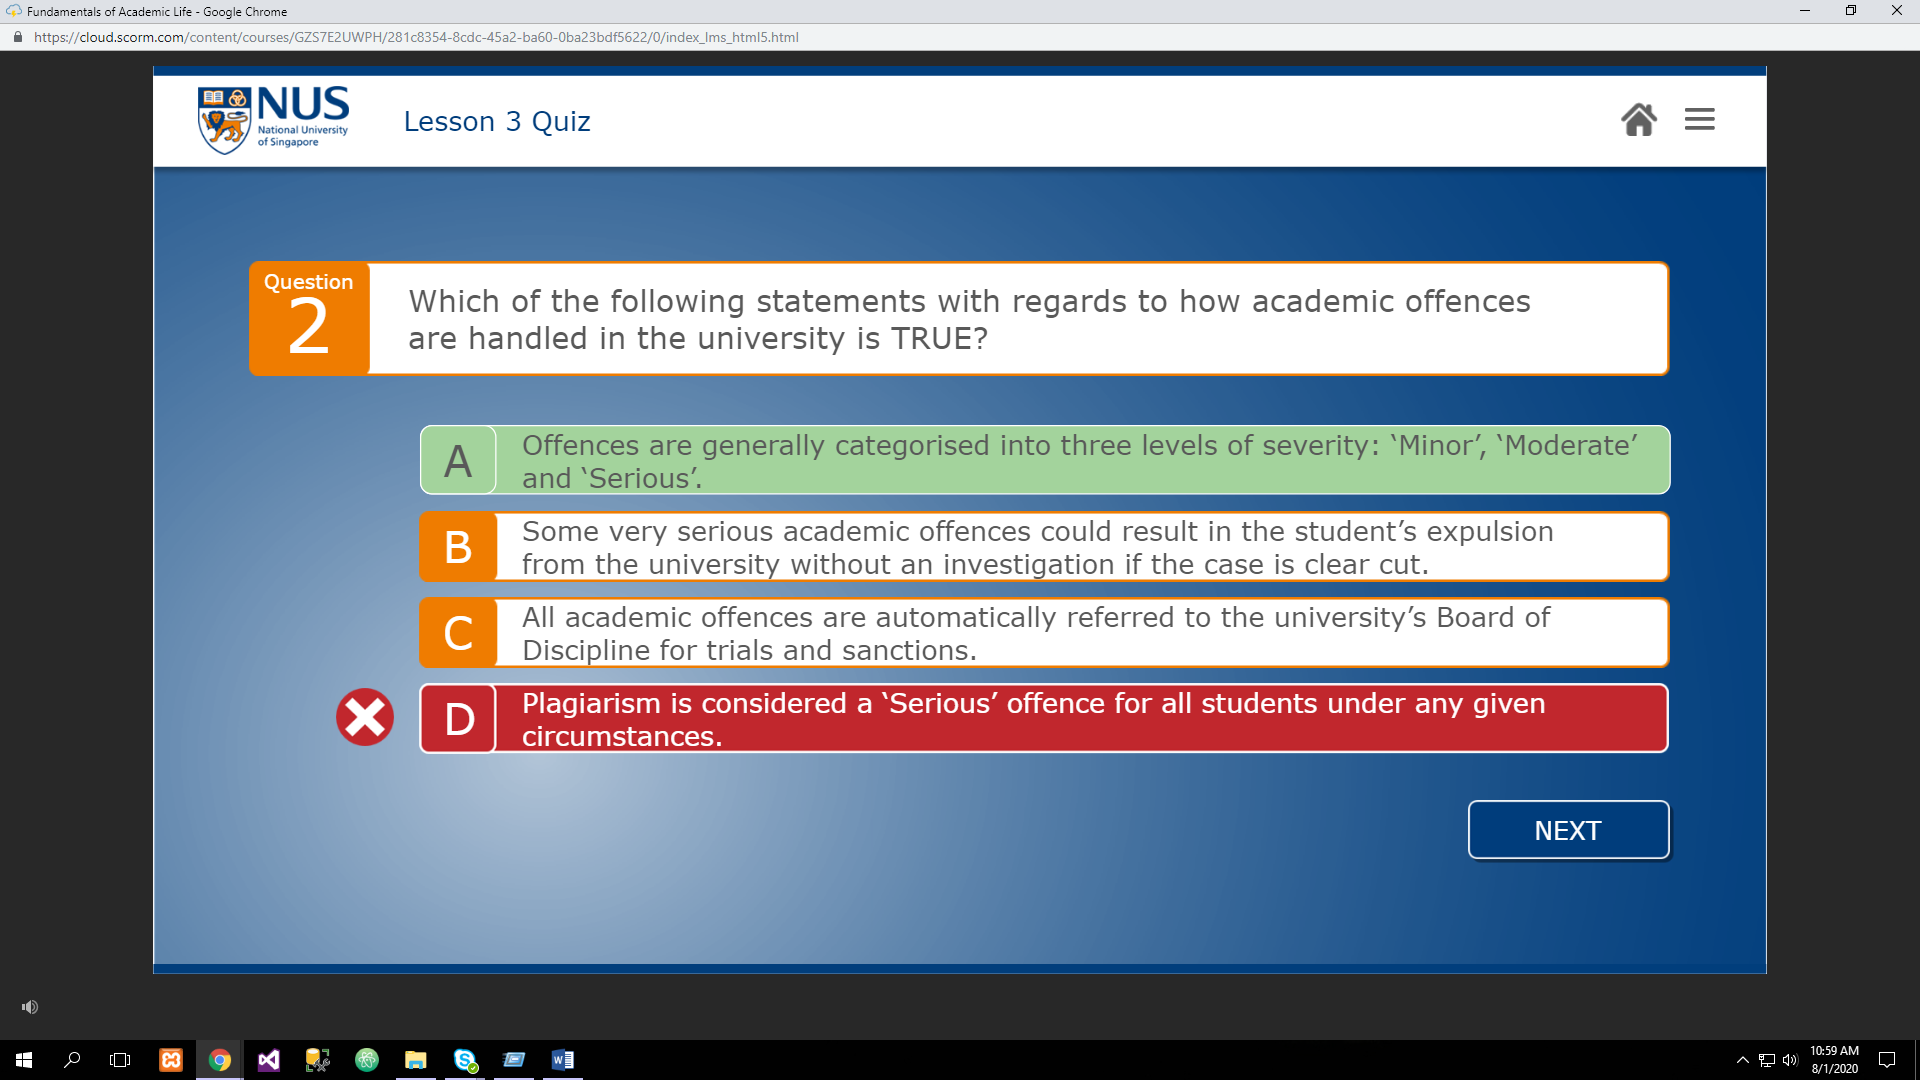 Fundamentals of Academic Life - Google Chrome
https://cloud.scorm.com/content/courses/GZS7E2UWPH/281c8354-8cdc-45a2-ba60-0ba23bdf5622/0/index_lms_html5.html
NUS
National University
of Singapore
Lesson 3 Quiz
Question
2
Which of the following statements with regards to how academic offences
are handled in the university is TRUE?
A
Offences are generally categorised into three levels of severity: ‘Minor’, ‘Moderate’
and ‘Serious’.
B
Some very serious academic offences could result in the student’s expulsion
from the university without an investigation if the case is clear cut.
C
All academic offences are automatically referred to the university’s Board of
Discipline for trials and sanctions.
D
Plagiarism is considered a ‘Serious’ offence for all students under any given
circumstances.
NEXT
10:59 AM
8/1/2020